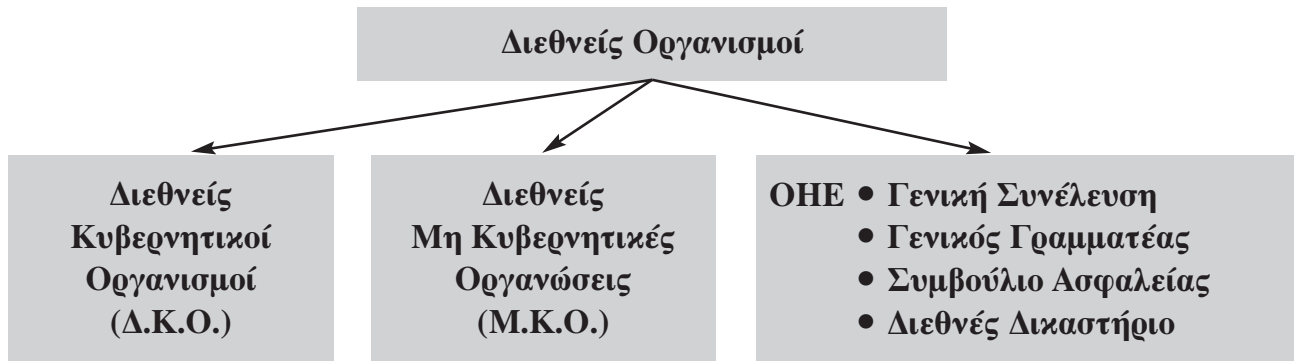 Διεθνείς Οργανισμοί
Διεθνείς
Κυβερνητικοί
Οργανισμοί
(Δ.Κ.Ο.)
Διεθνείς
Μη Κυβερνητικές
Οργανώσεις
(Μ.Κ.Ο.)
ΟΗΕ • Γενική Συνέλευση
• Γενικός Γραμματέας
• Συμβούλιο Ασφαλείας
• Διεθνές Δικαστήριο